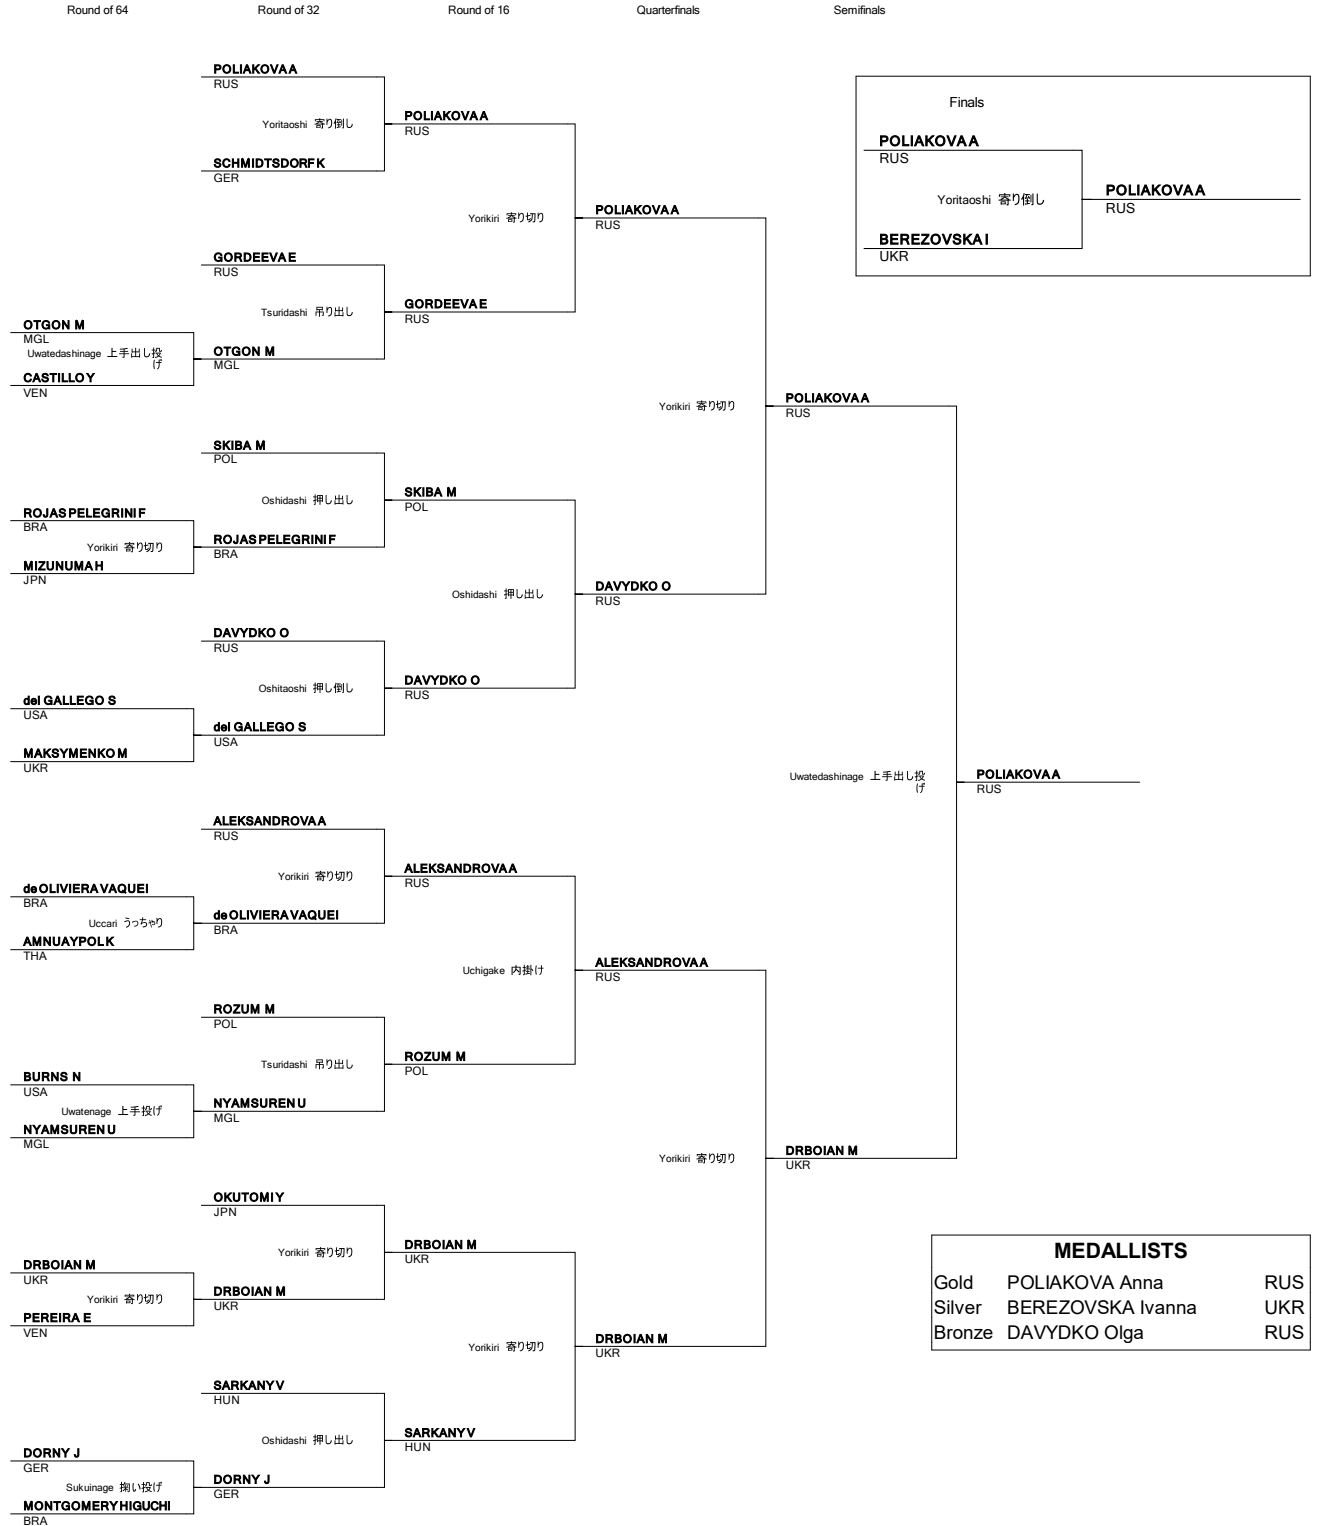 Round of 64 Round of 32 Round of 16 Quarterfinals Semifinals
POLIAKOVA A
RUS
Yoritaoshi 寄り倒し
SCHMIDTSDORF K
GER
GORDEEVA E
RUS
Tsuridashi 吊り出し
OTGON M
MGL
OTGON M
MGL
Uwatedashinage 上手出し投
げ
CASTILLO Y
VEN
SKIBA M
POL
Oshidashi 押し出し
ROJAS PELEGRINI F
BRA
ROJAS PELEGRINI F
BRA
Yorikiri 寄り切り
MIZUNUMA H
JPN
DAVYDKO O
RUS
Oshitaoshi 押し倒し
del GALLEGO S
USA
del GALLEGO S
USA
MAKSYMENKO M
UKR
ALEKSANDROVA A
RUS
Yorikiri 寄り切り
de OLIVIERA VAQUEI
BRA
de OLIVIERA VAQUEI
BRA
Uccari うっちゃり
AMNUAYPOL K
THA
ROZUM M
POL
Tsuridashi 吊り出し
NYAMSUREN U
MGL
BURNS N
USA
Uwatenage 上手投げ
NYAMSUREN U
MGL
OKUTOMI Y
JPN
Yorikiri 寄り切り
DRBOIAN M
UKR
DRBOIAN M
UKR
Yorikiri 寄り切り
PEREIRA E
VEN
SARKANY V
HUN
Oshidashi 押し出し
DORNY J
GER
DORNY J
GER
Sukuinage 掬い投げ
MONTGOMERY HIGUCHI
BRA
POLIAKOVA A
RUS
Yorikiri 寄り切り
GORDEEVA E
RUS
SKIBA M
POL
Oshidashi 押し出し
DAVYDKO O
RUS
ALEKSANDROVA A
RUS
Uchigake 内掛け
ROZUM M
POL
DRBOIAN M
UKR
Yorikiri 寄り切り
SARKANY V
HUN
POLIAKOVA A
RUS
Yorikiri 寄り切り
DAVYDKO O
RUS
ALEKSANDROVA A
RUS
Yorikiri 寄り切り
DRBOIAN M
UKR
POLIAKOVA A
RUS
Uwatedashinage 上手出し投
げ
DRBOIAN M
UKR
POLIAKOVA A
RUS
Finals
POLIAKOVA A
RUS
Yoritaoshi 寄り倒し
BEREZOVSKA I
UKR
POLIAKOVA A
RUS
MEDALLISTS
Gold POLIAKOVA Anna RUS
Silver BEREZOVSKA Ivanna UKR
Bronze DAVYDKO Olga RUS